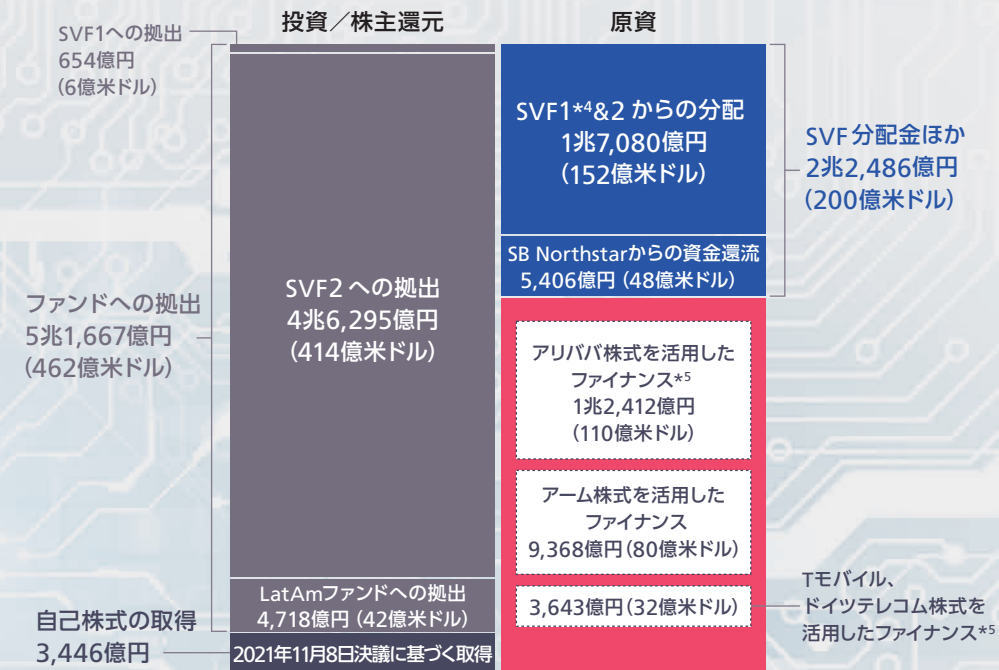 投資／株主還元
原資
SVF1への拠出
654億円
(6億米ドル)
ファンドへの拠出
5兆1,667億円
(462億米ドル)
自己株式の取得
3,446億円
SVF2 への拠出
4兆6,295億円
(414億米ドル)
LatAmファンドへの拠出
4,718億円(42億米ドル)
2021年11月8日決議に基づく取得
SVF1*4&2 からの分配
1兆7,080億円
(152億米ドル)
SB Northstarからの資金還流
5,406億円(48億米ドル)
アリババ株式を活用した
ファイナンス*5
1兆2,412億円
(110億米ドル)
アーム株式を活用した
ファイナンス
9,368億円(80億米ドル)
3,643億円(32億米ドル)
SVF分配金ほか
2兆2,486億円
(200億米ドル)
Tモバイル、
ドイツテレコム株式を
活用したファイナンス*5